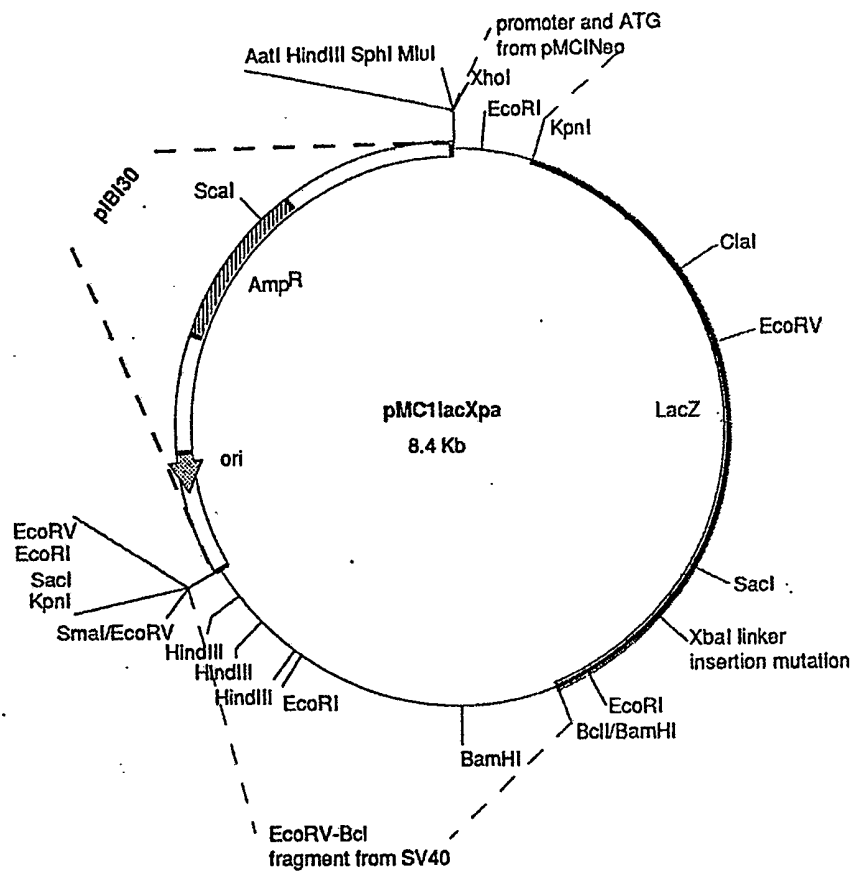 promoter and ATG
from pMCINeo
AatI HindIII SphI MluI
XhoI
EcoRI
KpnI
pIBI30
ScaI
ClaI
AmpR
EcoRV
pMC1lacXpa
8.4 Kb
LacZ
ori
EcoRV
EcoRI
SacI
KpnI
SmaI/EcoRV
HindIII
HindIII
HindIII
EcoRI
SacI
XbaI linker
insertion mutation
EcoRI
BclI/BamHI
BamHI
EcoRV-Bcl
fragment from SV40